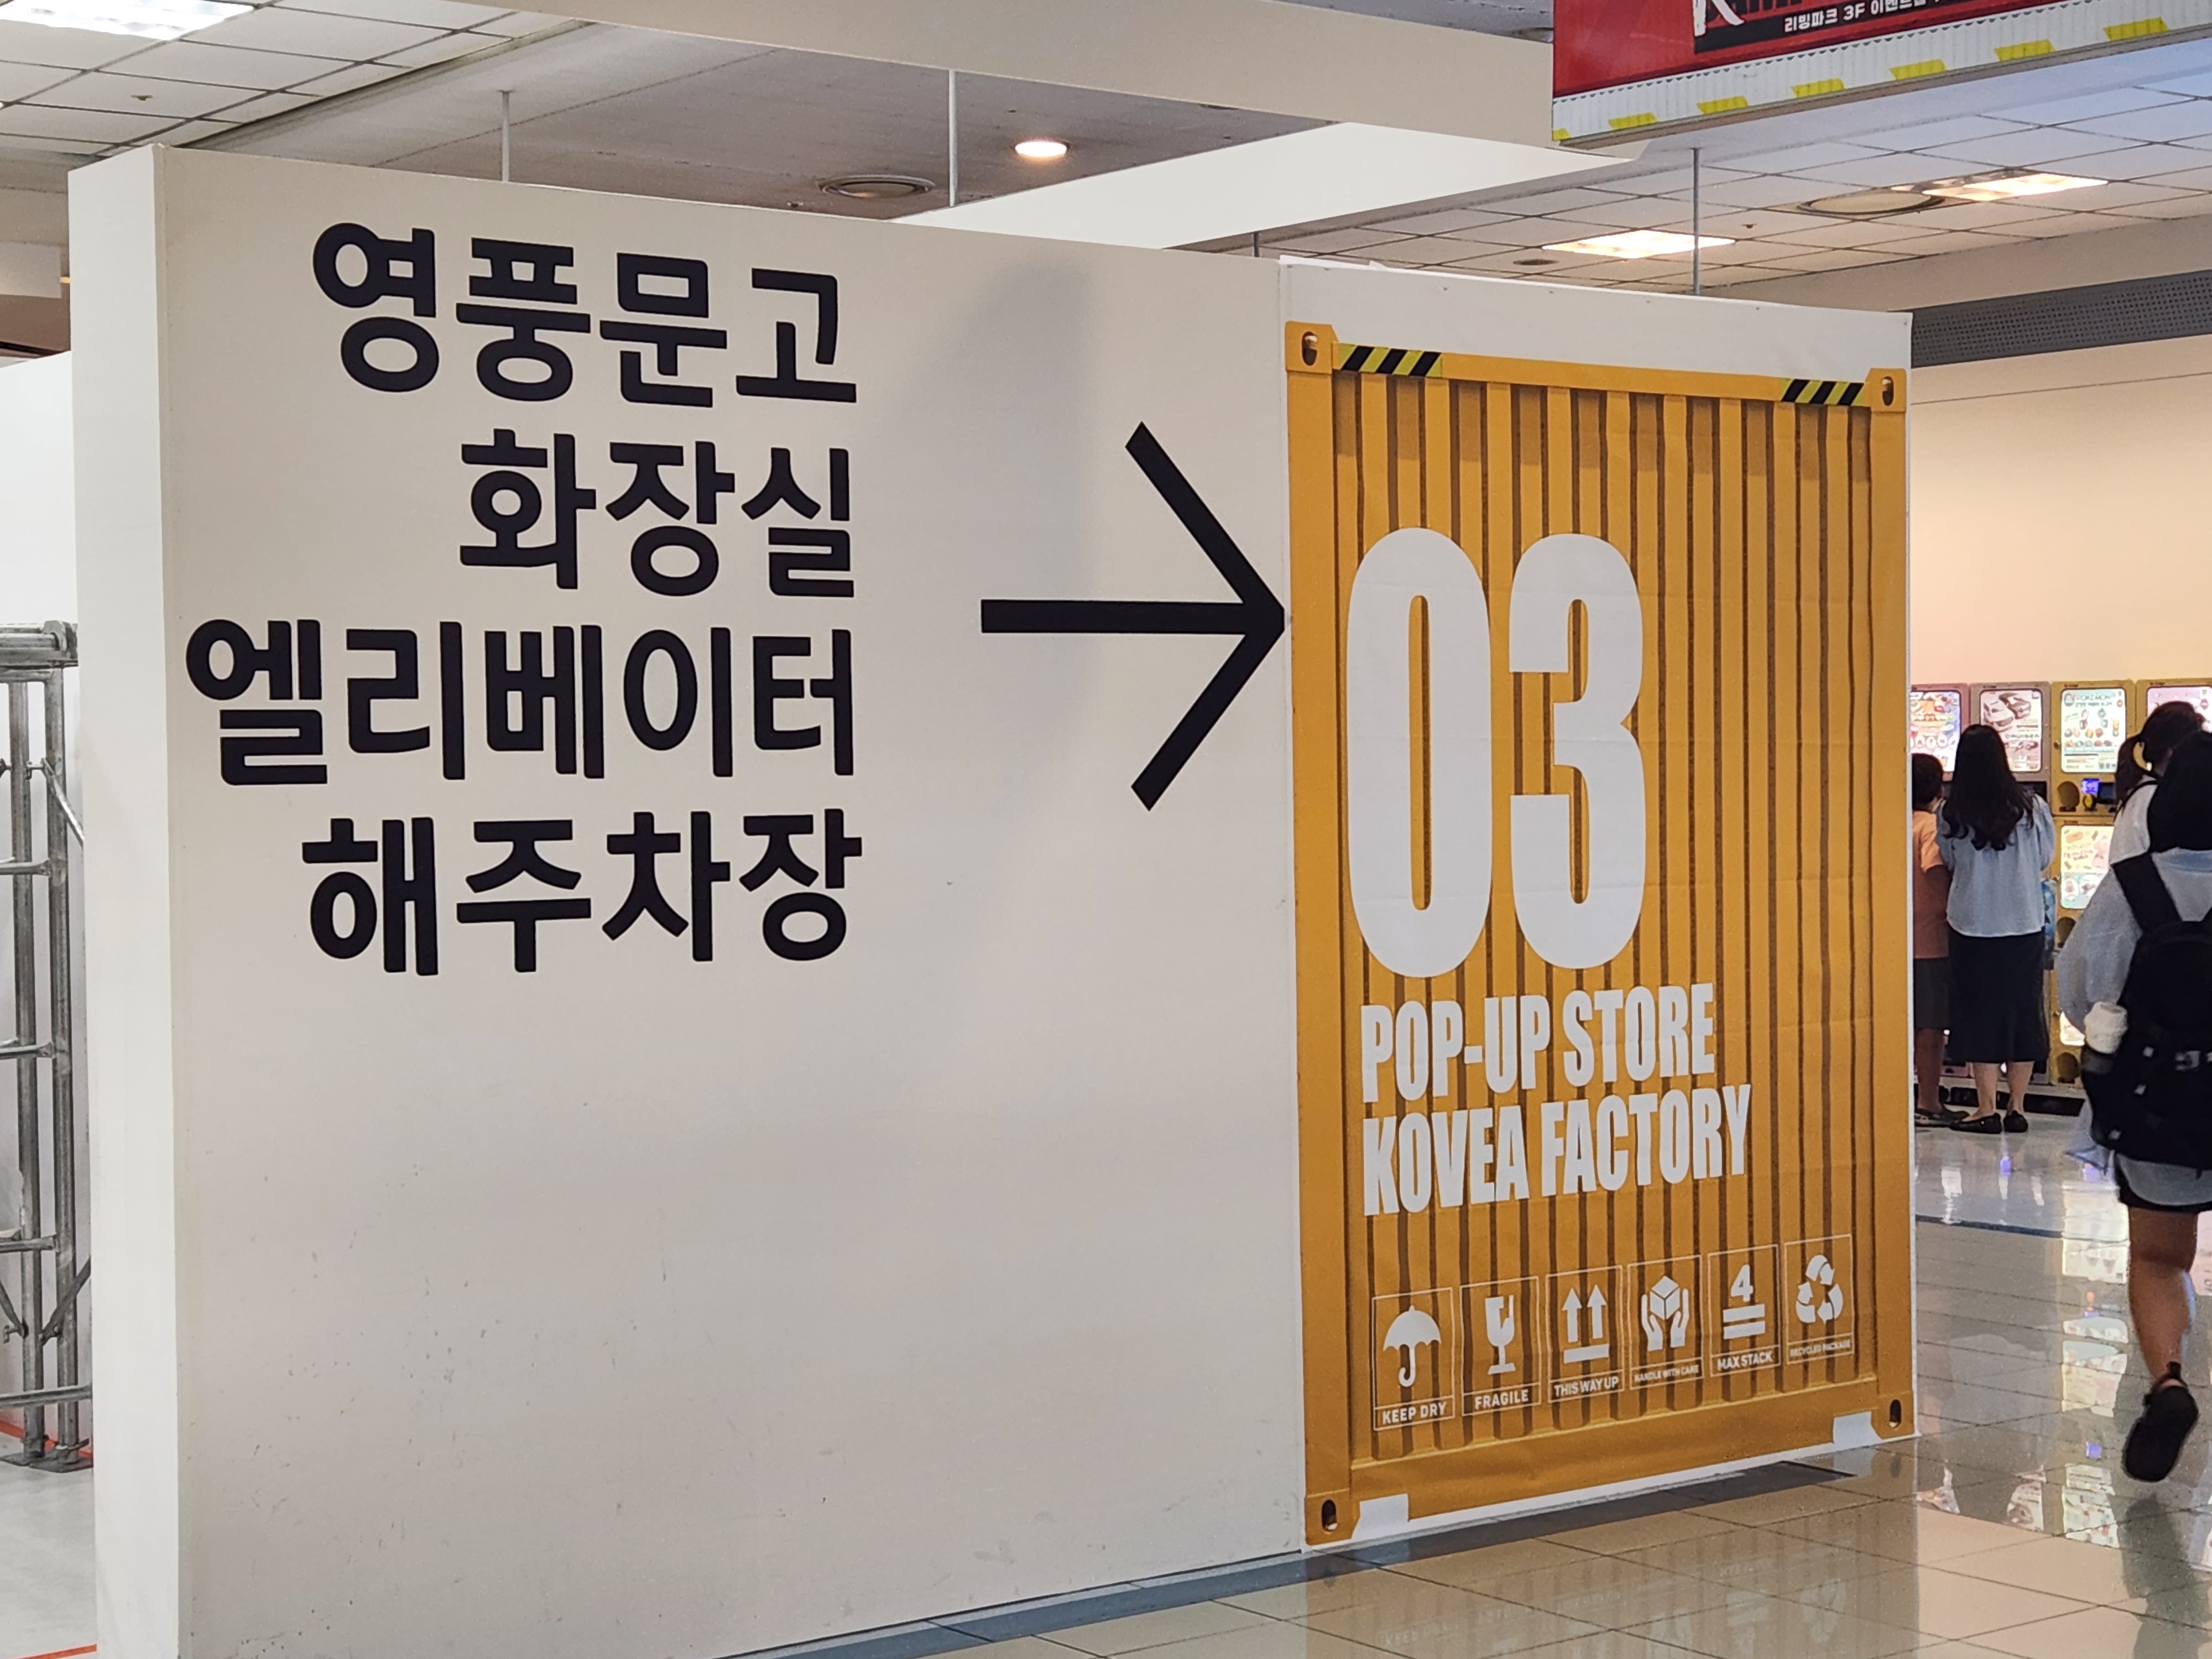 리빙파크 3F
영풍문고
화장실
엘리베이터
해주차장
03
POP-UP STORE
KOVEA FACTORY
KEEP DRY
FRAGILE
THIS WAY UP
HANDLE WITH CARE
4
MAX STACK
RECYCLED PACKAGE